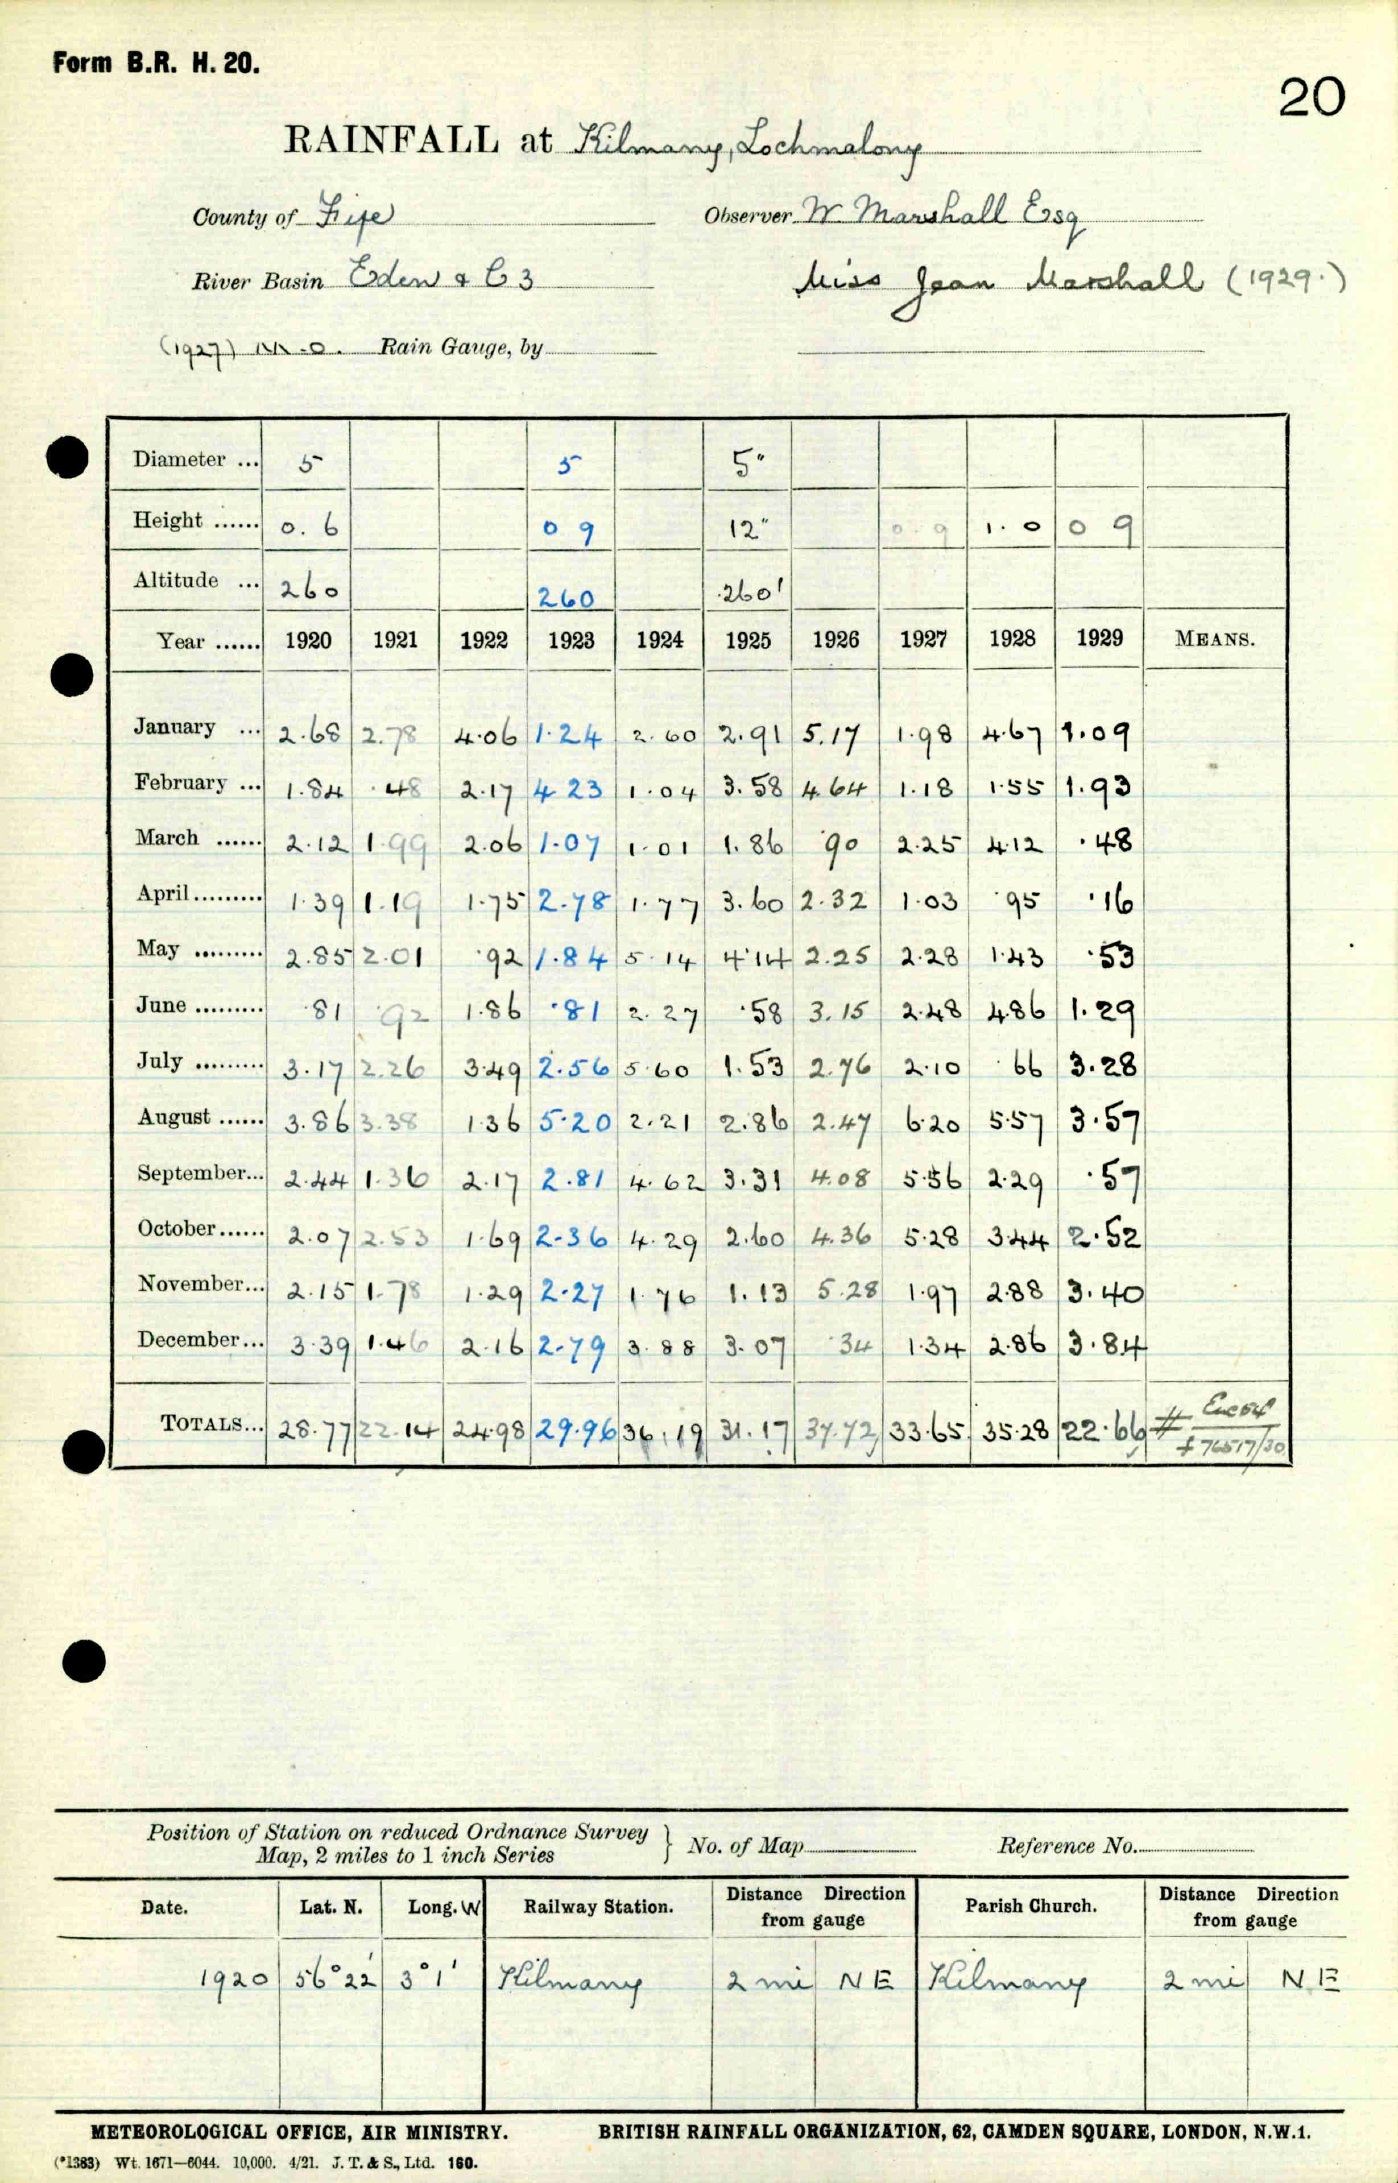 Form B.R. H. 20.
20
RAINFALL at Kilmany, Lochmalony
County of Fife Observer W Marshall Esq
River Basin Eden & C 3 Miss Jean Marshall (1929.)
(1927) M.O. Rain Gauge, by
Diameter ... 5 5 5"
Height ...... 0.6 0 9 12" 0.9 1.0 0 9
Altitude ... 260 260 260'
Year ...... 1920 1921 1922 1923 1924 1925 1926 1927 1928 1929 MEANS.
January ... 2.68 2.78 4.06 1.24 2.60 2.91 5.17 1.98 4.67 1.09
February ... 1.84 .48 2.17 4 23 1.04 3.58 4.64 1.18 1.55 1.93
March ...... 2.12 1.99 2.06 1.07 1.01 1.86 .90 2.25 4.12 .48
April ......... 1.39 1.19 1.75 2.78 1.77 3.60 2.32 1.03 .95 .16
May ......... 2.85 2.01 .92 1.84 5.14 4.14 2.25 2.28 1.43 .53
June ......... .81 .92 1.86 .81 2.27 .58 3.15 2.48 4.86 1.29
July ......... 3.17 2.26 3.49 2.56 5.60 1.53 2.76 2.10 .66 3.28
August ...... 3.86 3.38 1.36 5.20 2.21 2.86 2.47 6.20 5.57 3.57
September... 2.44 1.36 2.17 2.81 4.62 3.31 4.08 5.56 2.29 .57
October...... 2.07 2.53 1.69 2.36 4.29 2.60 4.36 5.28 3.44 2.52
November... 2.15 1.78 1.29 2.27 1.76 1.13 5.28 1.97 2.88 3.40
December... 3.39 1.46 2.16 2.79 3.88 3.07 .34 1.34 2.86 3.84
TOTALS... 28.77 22.14 24.98 29.96 36.19 31.17 37.72 33.65 35.28 22.66 # 
76517/30
Position of Station on reduced Ordnance Survey
Map, 2 miles to 1 inch Series } No. of Map Reference No.
Date. Lat. N. Long. W Railway Station. Distance Direction from gauge Parish Church. Distance Direction from gauge
1920 56°22' 3°1' Kilmany 2 mi NE Kilmany 2 mi N.E
METEOROLOGICAL OFFICE, AIR MINISTRY. BRITISH RAINFALL ORGANIZATION, 62, CAMDEN SQUARE, LONDON, N.W.1.
(*1383) Wt. 1671—6044. 10,000. 4/21. J. T. & S., Ltd. 160.